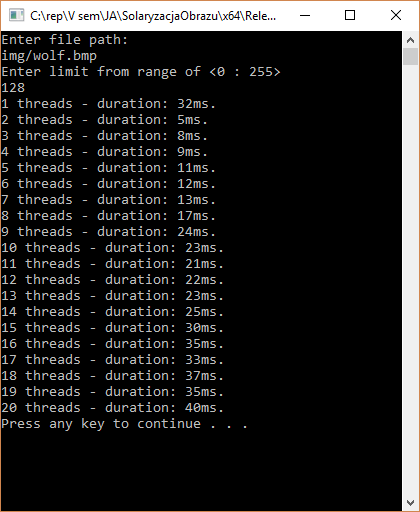 C:\rep\V sem\JA\SolaryzacjaObrazu\x64\Rele...
Enter file path:
img/wolf.bmp
Enter limit from range of <0 : 255>
128
1 threads - duration: 32ms.
2 threads - duration: 5ms.
3 threads - duration: 8ms.
4 threads - duration: 9ms.
5 threads - duration: 11ms.
6 threads - duration: 12ms.
7 threads - duration: 13ms.
8 threads - duration: 17ms.
9 threads - duration: 24ms.
10 threads - duration: 23ms.
11 threads - duration: 21ms.
12 threads - duration: 22ms.
13 threads - duration: 23ms.
14 threads - duration: 25ms.
15 threads - duration: 30ms.
16 threads - duration: 35ms.
17 threads - duration: 33ms.
18 threads - duration: 37ms.
19 threads - duration: 35ms.
20 threads - duration: 40ms.
Press any key to continue . . .